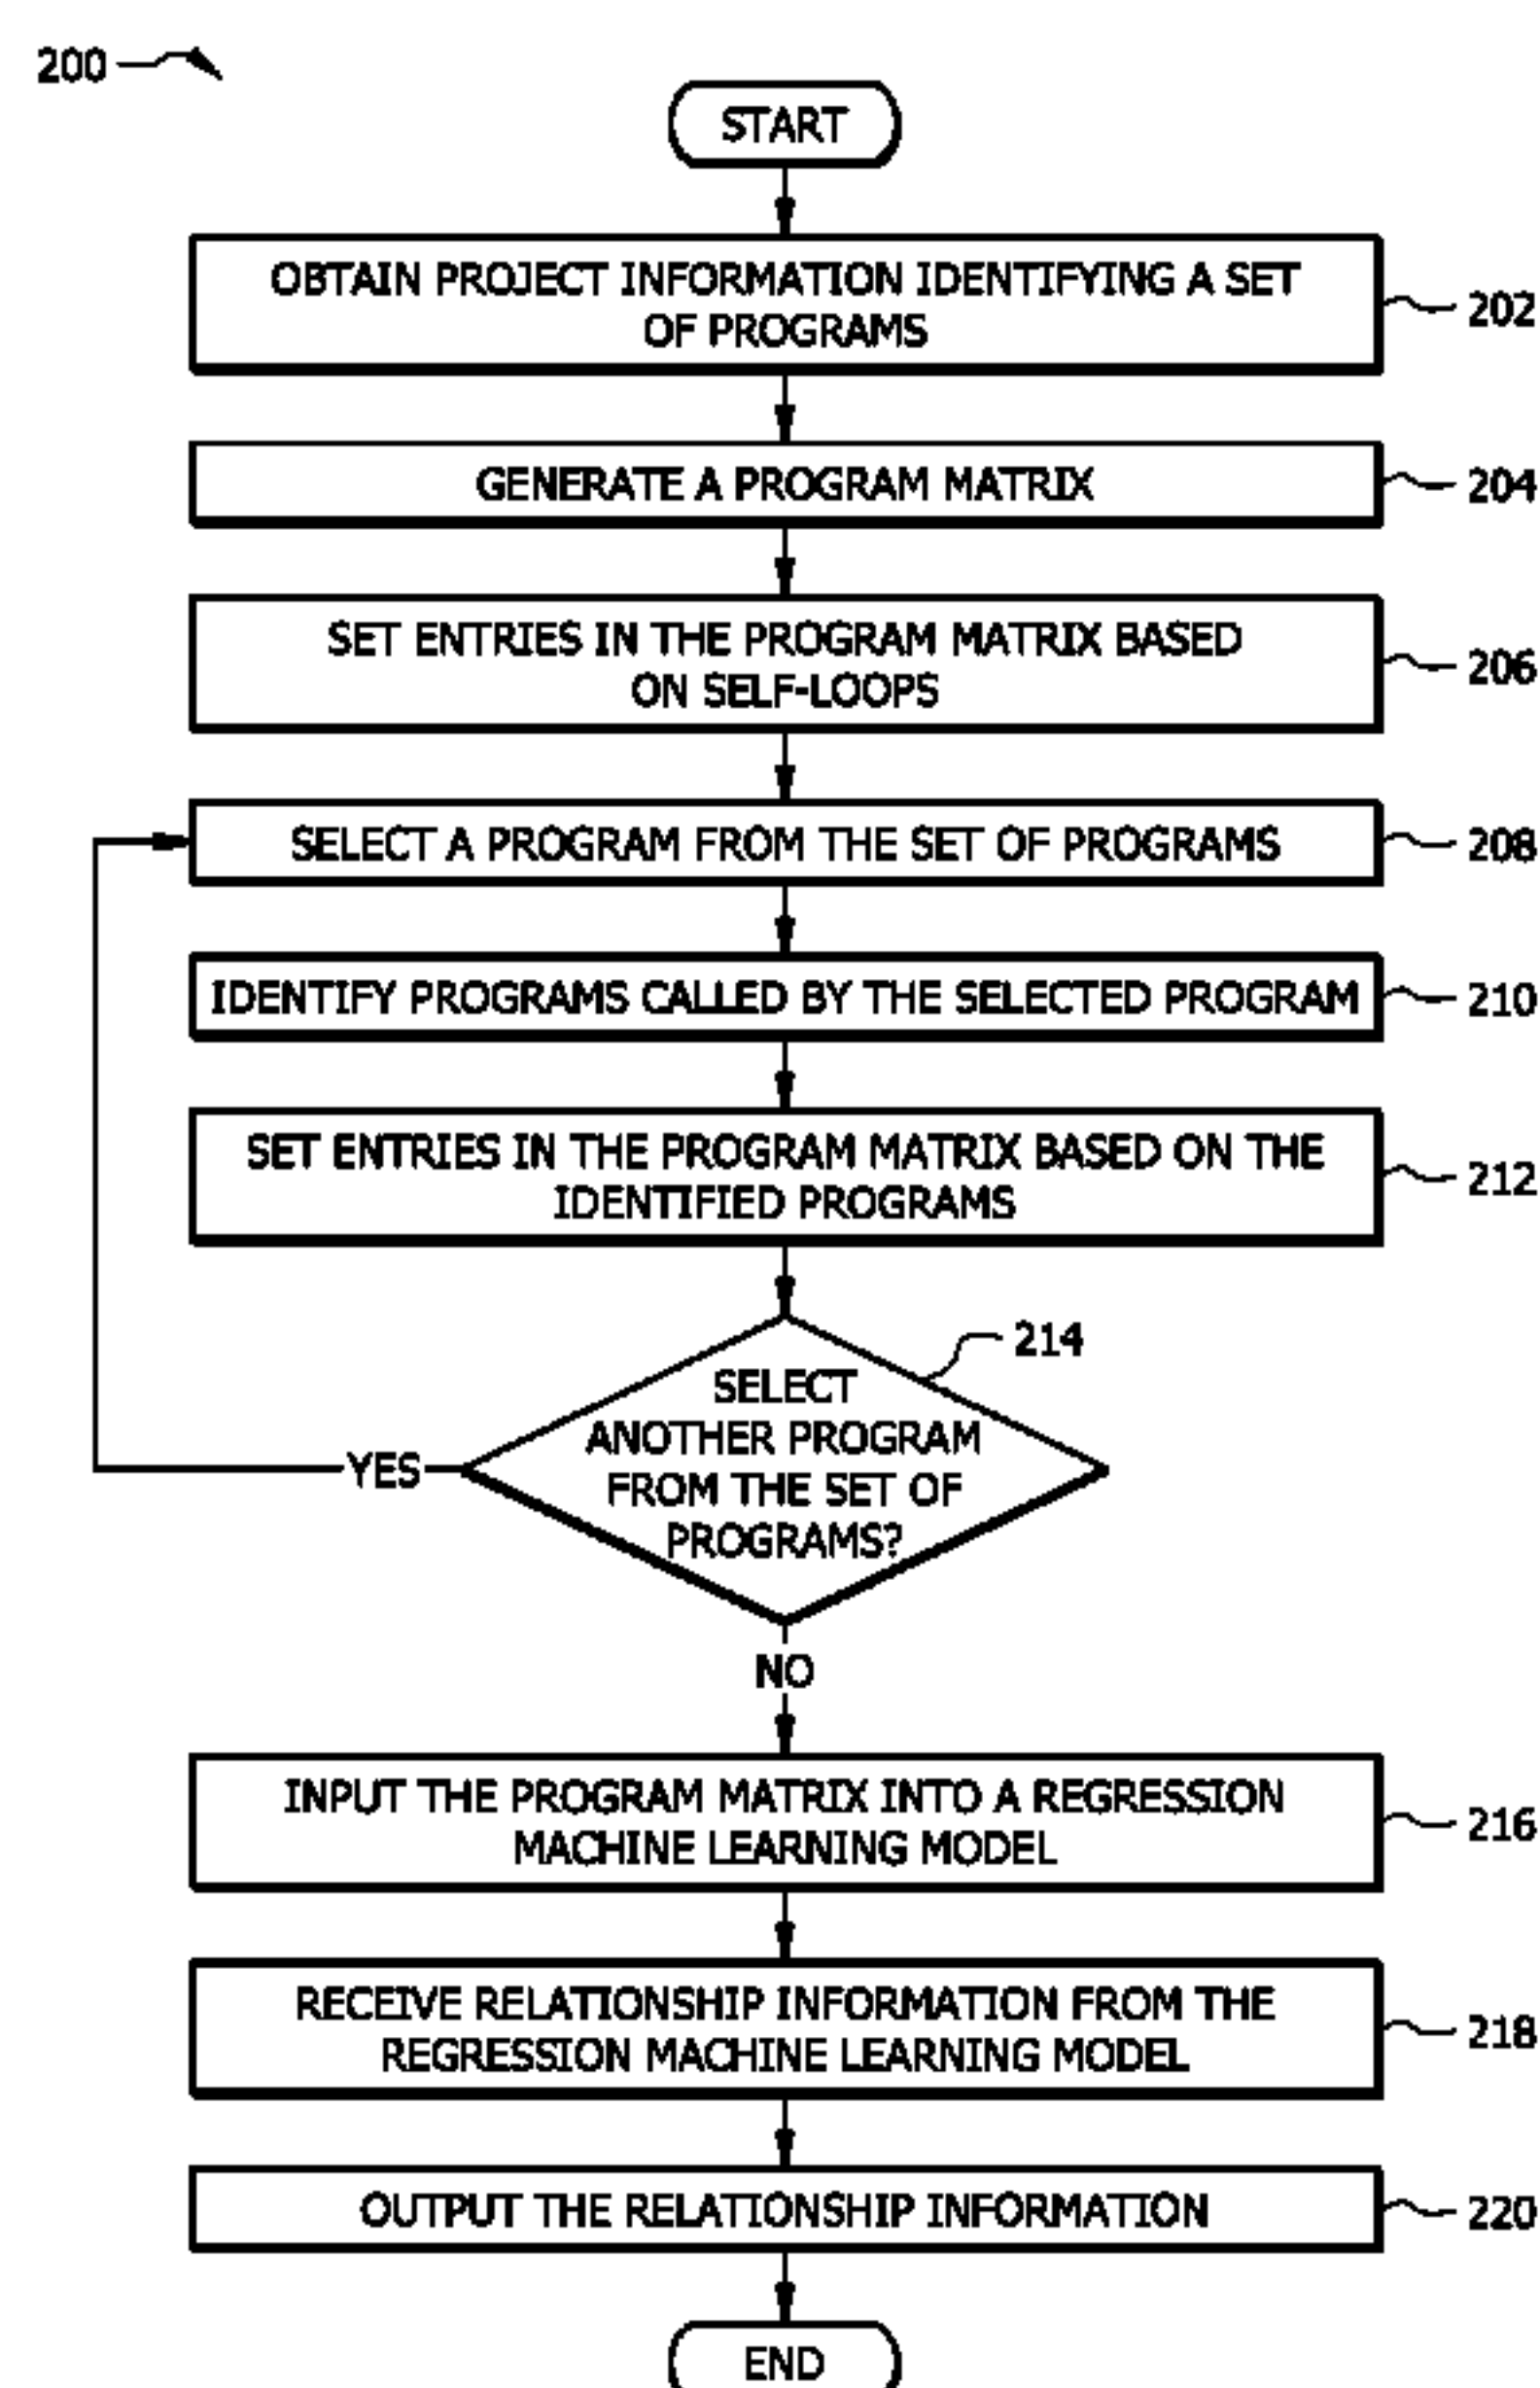 200
START
OBTAIN PROJECT INFORMATION IDENTIFYING A SET
OF PROGRAMS
202
GENERATE A PROGRAM MATRIX
204
SET ENTRIES IN THE PROGRAM MATRIX BASED
ON SELF-LOOPS
206
SELECT A PROGRAM FROM THE SET OF PROGRAMS
208
IDENTIFY PROGRAMS CALLED BY THE SELECTED PROGRAM
210
SET ENTRIES IN THE PROGRAM MATRIX BASED ON THE
IDENTIFIED PROGRAMS
212
214
SELECT
ANOTHER PROGRAM
FROM THE SET OF
PROGRAMS?
YES
NO
INPUT THE PROGRAM MATRIX INTO A REGRESSION
MACHINE LEARNING MODEL
216
RECEIVE RELATIONSHIP INFORMATION FROM THE
REGRESSION MACHINE LEARNING MODEL
218
OUTPUT THE RELATIONSHIP INFORMATION
220
END